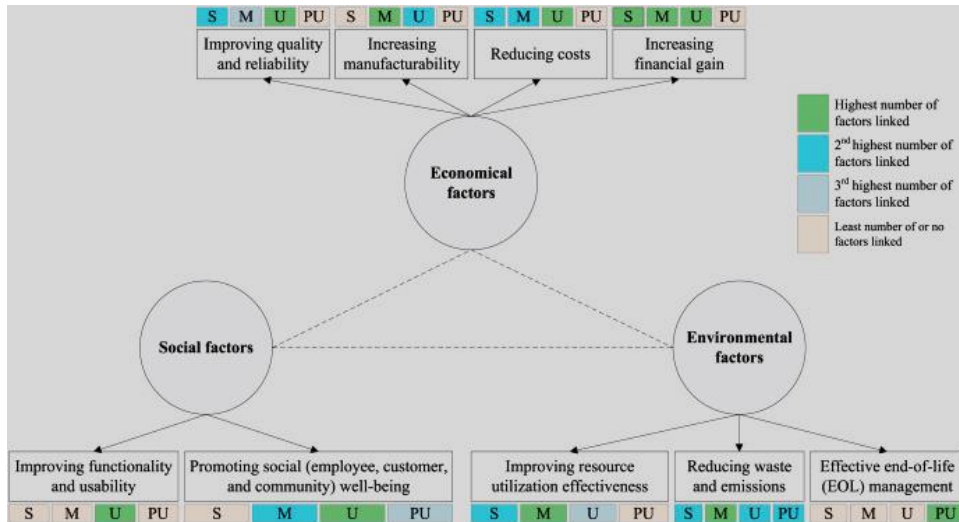 S M U PU S M U PU S M U PU S M U PU
Improving quality
and reliability
Increasing
manufacturability
Reducing costs
Increasing
financial gain
Highest number of
factors linked
2nd highest number of
factors linked
3rd highest number of
factors linked
Least number of or no
factors linked
Economical
factors
Social factors
Environmental
factors
Improving functionality
and usability
Promoting social (employee, customer,
and community) well-being
Improving resource
utilization effectiveness
Reducing waste
and emissions
Effective end-of-life
(EOL) management
S M U PU S M U PU S M U PU S M U PU S M U PU